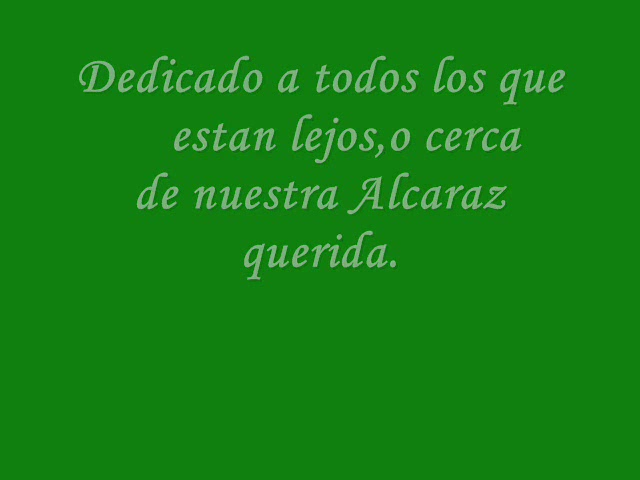 Dedicado a todos los que
estan lejos,o cerca
de nuestra Alcaraz
querida.